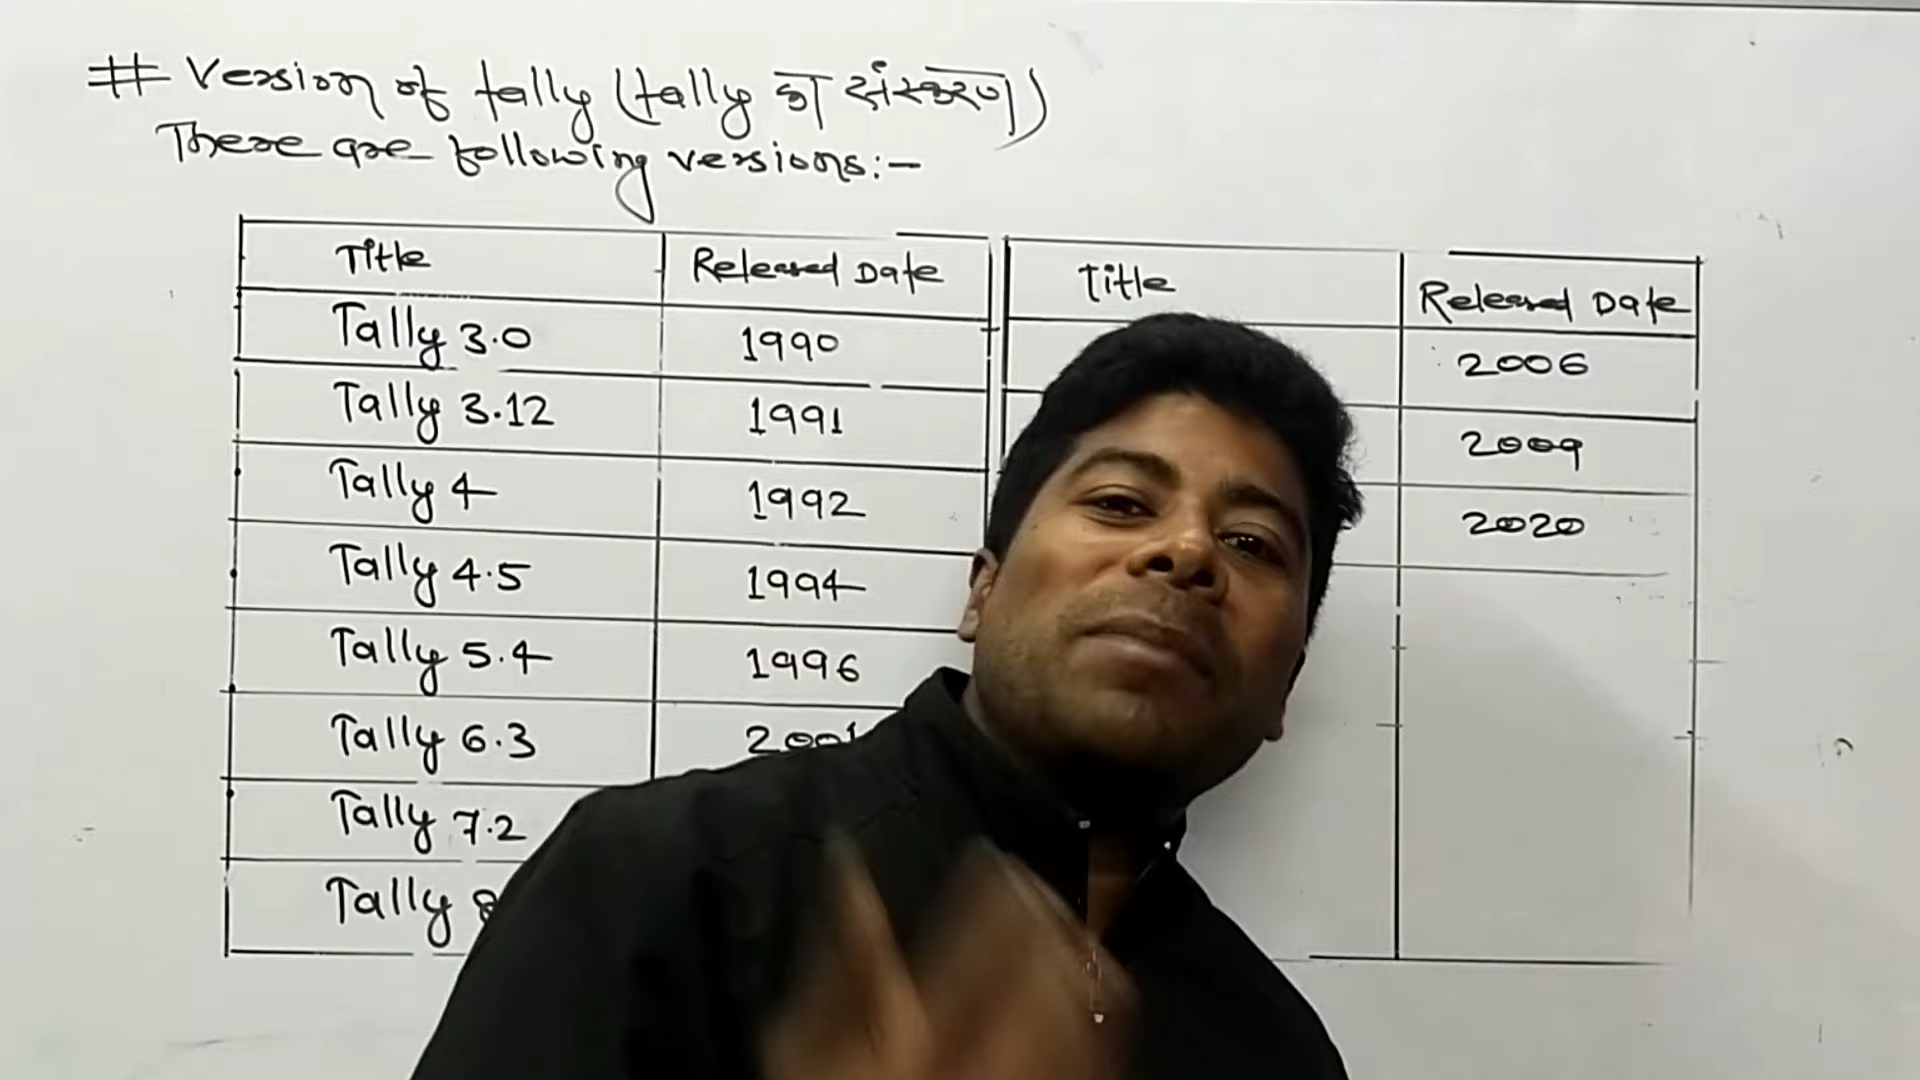 # Version of tally (tally का संस्करण)
There are following versions:-
Title Released Date Title Released Date
Tally 3.0 1990 2006
Tally 3.12 1991 2009
Tally 4 1992 2020
Tally 4.5 1994
Tally 5.4 1996
Tally 6.3 2001
Tally 7.2
Tally